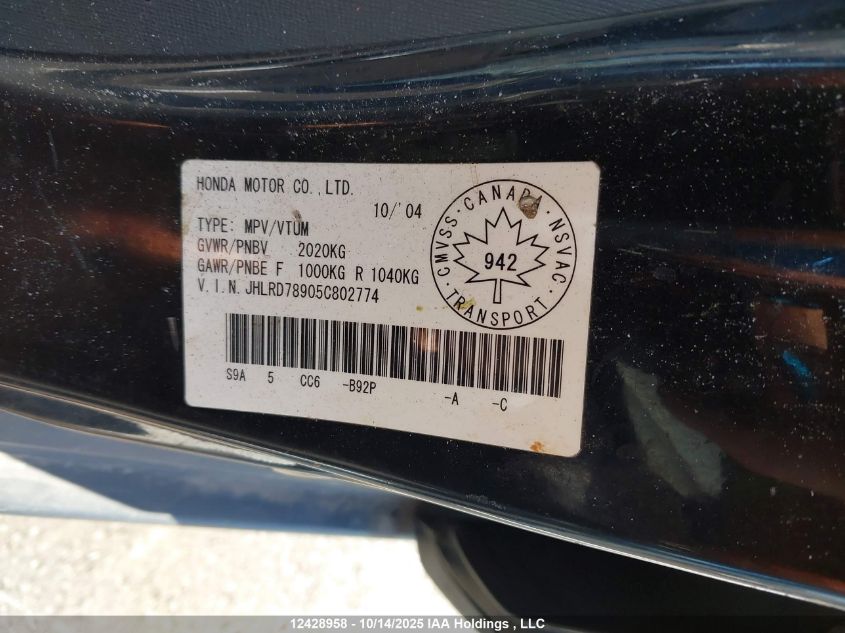 HONDA MOTOR CO.,LTD.
10/'04
TYPE: MPV/VTUM
GVWR/PNBV 2020KG
GAWR/PNBE F 1000KG R 1040KG
V.I.N. JHLRD78905C802774
CMVSS · CANADA · NSVAC
942
· TRANSPORT ·
S9A 5 CC6 -B92P -A -C
12428958 - 10/14/2025 IAA Holdings , LLC